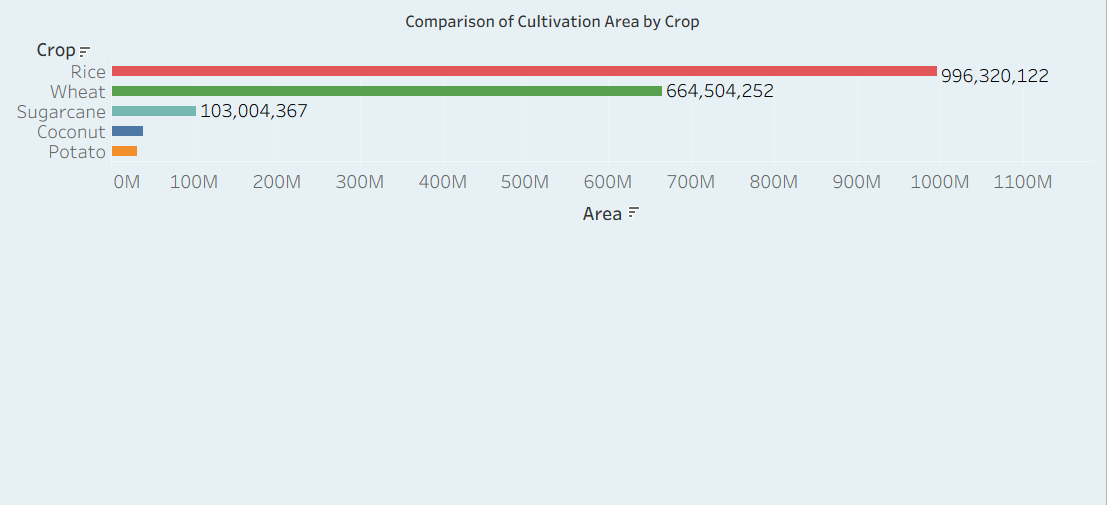 Comparison of Cultivation Area by Crop
Crop
Rice 996,320,122
Wheat 664,504,252
Sugarcane 103,004,367
Coconut
Potato
0M 100M 200M 300M 400M 500M 600M 700M 800M 900M 1000M 1100M
Area